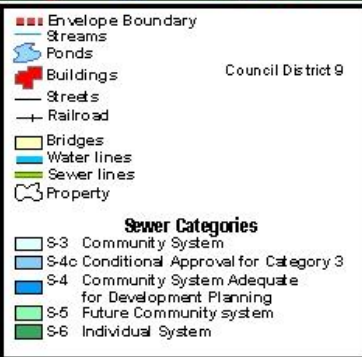 Envelope Boundary
Streams
Ponds
Buildings
Council District 9
Streets
Railroad
Bridges
Water lines
Sewer lines
Property
Sewer Categories
S-3 Community System
S-4c Conditional Approval for Category 3
S-4 Community System Adequate
for Development Planning
S-5 Future Community system
S-6 Individual System